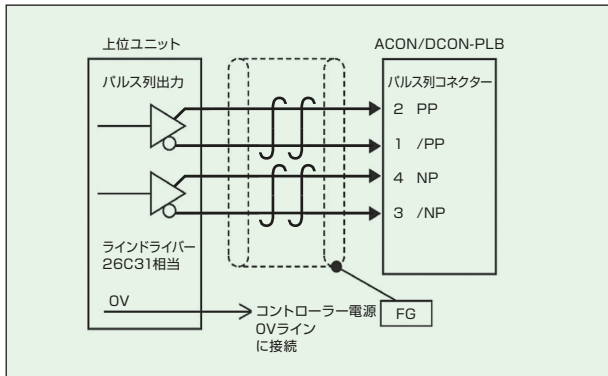 上位ユニット
パルス列出力
ラインドライバー
26C31相当
0V
コントローラー電源
0Vライン
に接続
FG
ACON/DCON-PLB
パルス列コネクター
2 PP
1 /PP
4 NP
3 /NP